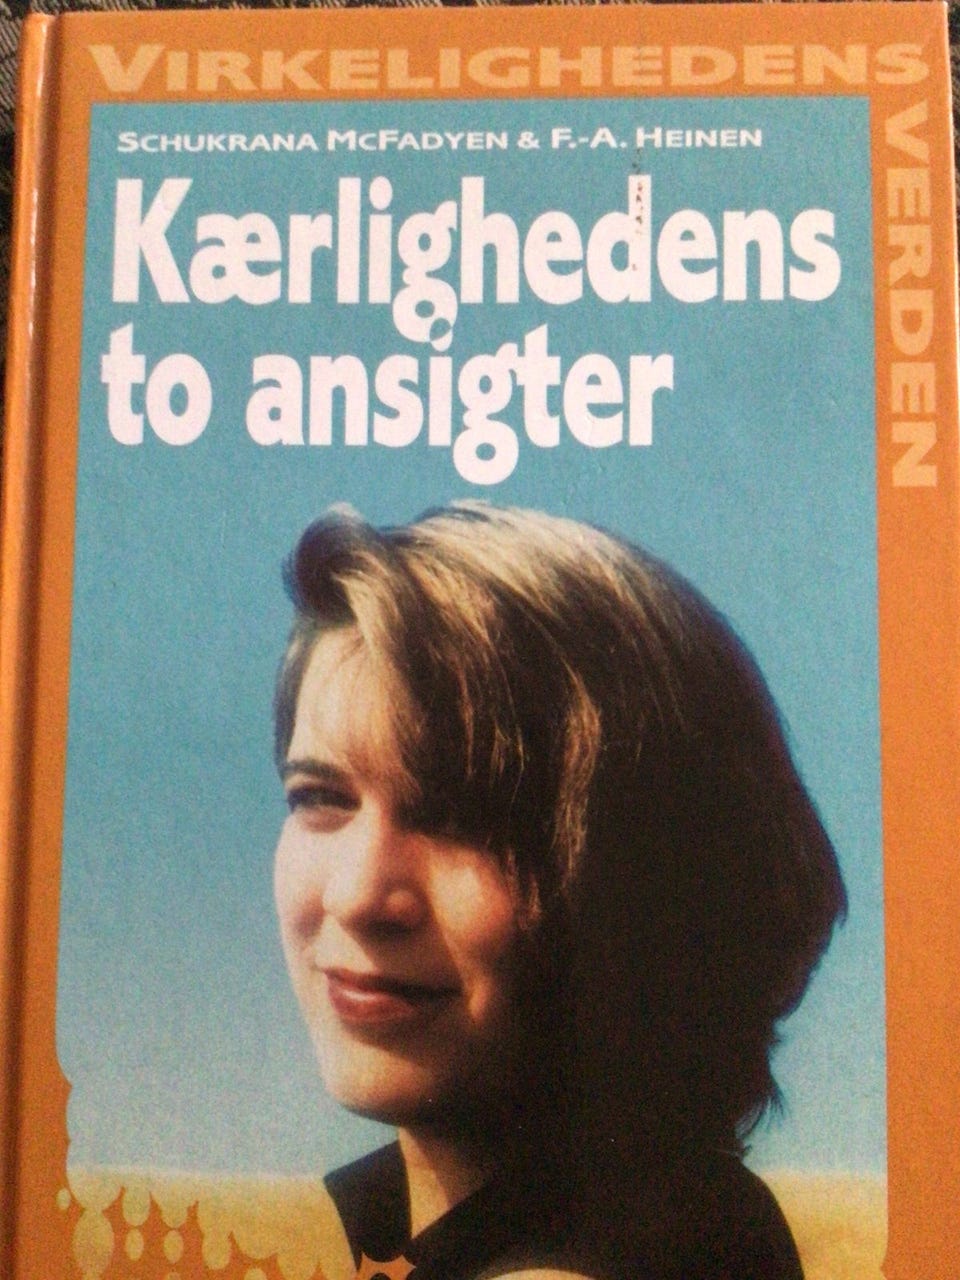 VIRKELIGHEDENS
VERDEN
SCHUKRANA MCFADYEN & F.-A. HEINEN
Kærlighedens
to ansigter